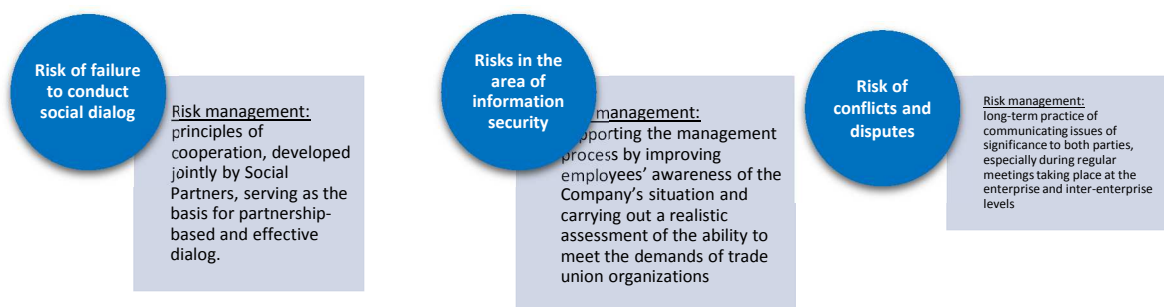 Risk of failure
to conduct
social dialog
Risk management:
principles of
cooperation, developed
jointly by Social
Partners, serving as the
basis for partnership-
based and effective
dialog.
Risks in the
area of
information
security
management:
supporting the management
process by improving
employees’ awareness of the
Company’s situation and
carrying out a realistic
assessment of the ability to
meet the demands of trade
union organizations
Risk of
conflicts and
disputes
Risk management:
long-term practice of
communicating issues of
significance to both parties,
especially during regular
meetings taking place at the
enterprise and inter-enterprise
levels